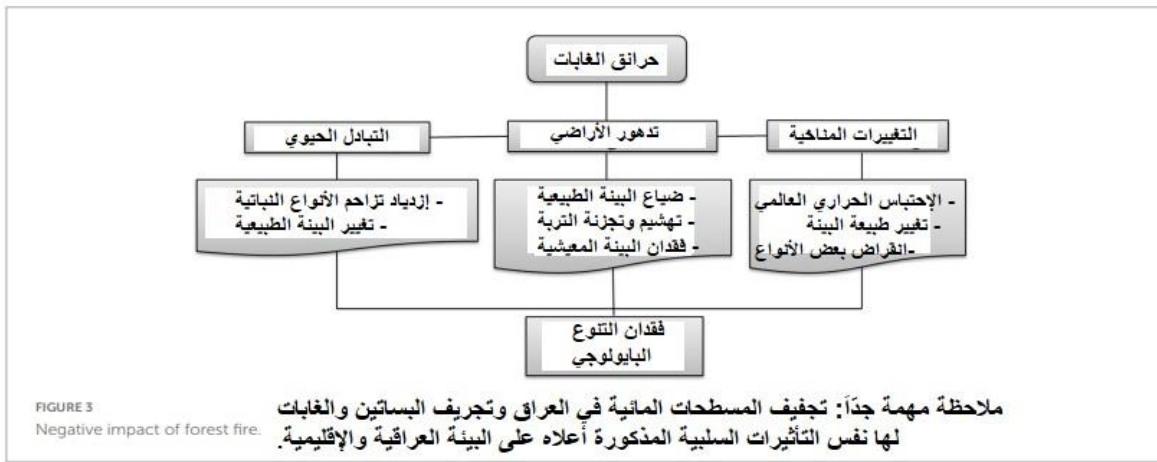 حرائق الغابات
التغييرات المناخية
تدهور الأراضي
التبادل الحيوي
- الإحتباس الحراري العالمي
- تغيير طبيعة البيئة
-انقراض بعض الأنواع
- ضياع البيئة الطبيعية
- تهشيم وتجزئة التربة
- فقدان البيئة المعيشية
- إزدياد تزاحم الأنواع النباتية
- تغيير البيئة الطبيعية
فقدان التنوع
البايولوجي
FIGURE 3
Negative impact of forest fire.
ملاحظة مهمة جدّاَ: تجفيف المسطحات المائية في العراق وتجريف البساتين والغابات
لها نفس التأثيرات السلبية المذكورة أعلاه على البيئة العراقية والإقليمية.